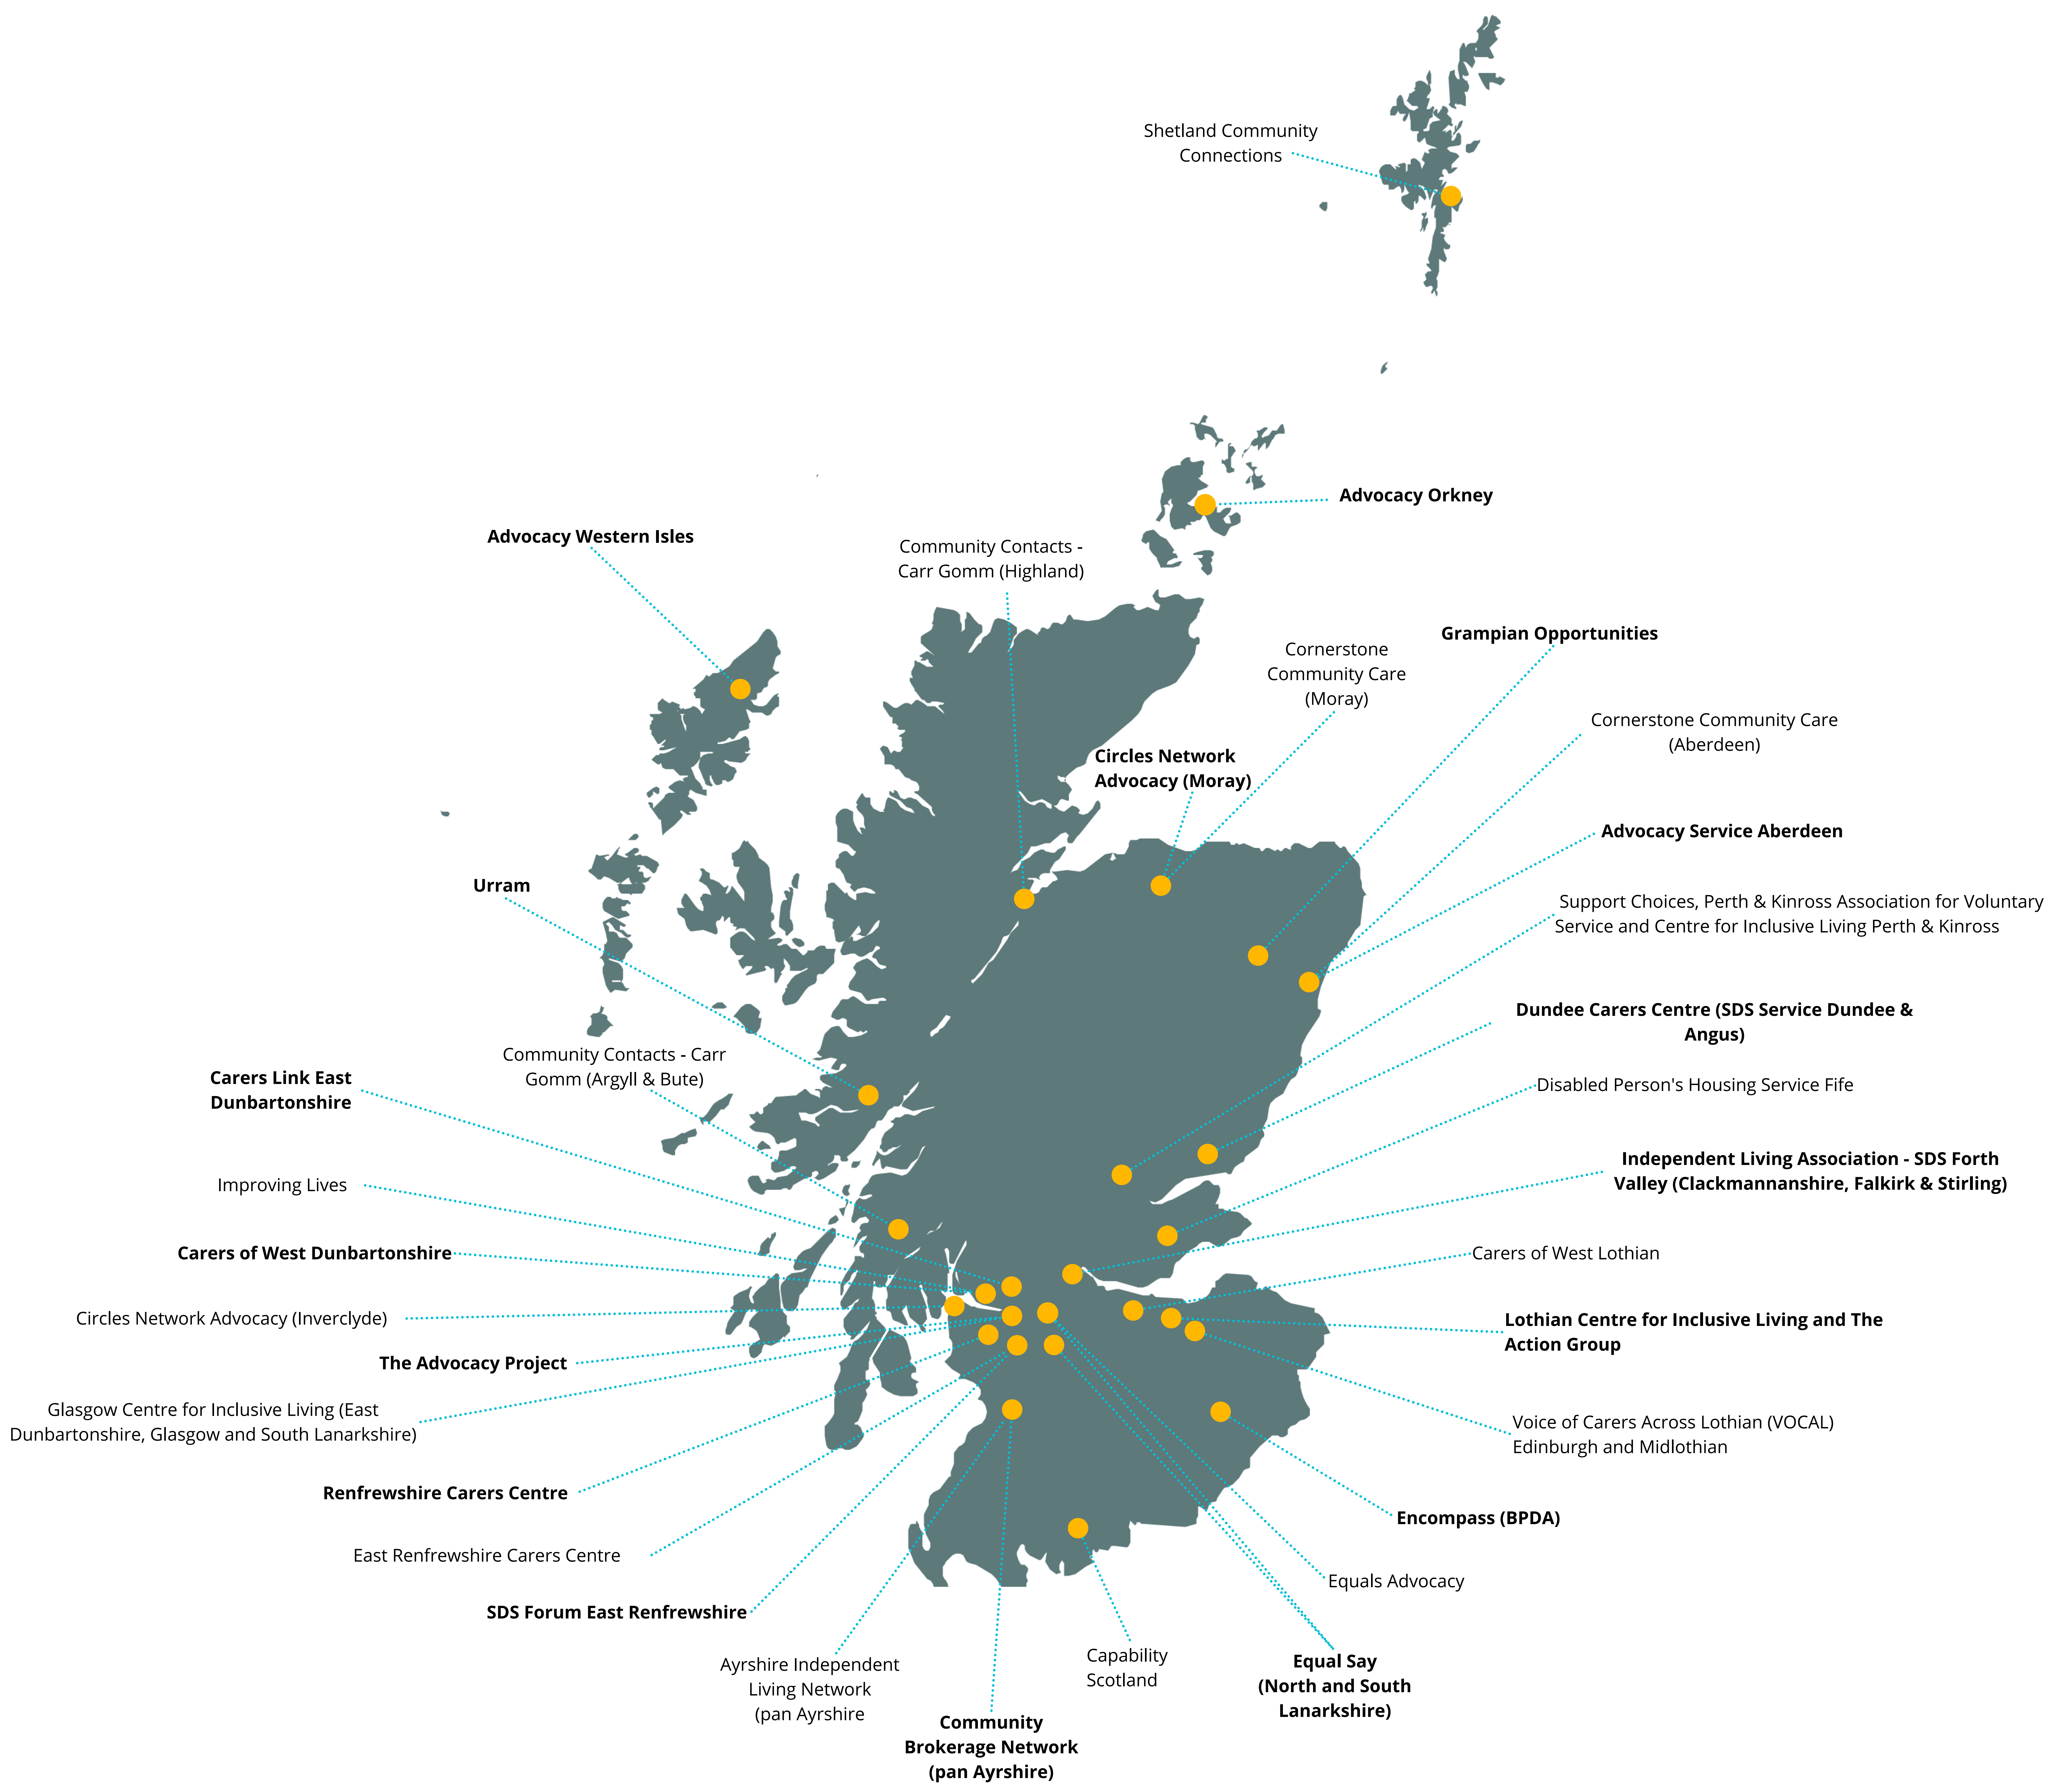 Shetland Community
Connections
Advocacy Orkney
Advocacy Western Isles
Community Contacts -
Carr Gomm (Highland)
Grampian Opportunities
Cornerstone
Community Care
(Moray)
Cornerstone Community Care
(Aberdeen)
Circles Network
Advocacy (Moray)
Advocacy Service Aberdeen
Urram
Support Choices, Perth & Kinross Association for Voluntary
Service and Centre for Inclusive Living Perth & Kinross
Dundee Carers Centre (SDS Service Dundee &
Angus)
Community Contacts - Carr
Gomm (Argyll & Bute)
Carers Link East
Dunbartonshire
Disabled Person's Housing Service Fife
Independent Living Association - SDS Forth
Valley (Clackmannanshire, Falkirk & Stirling)
Improving Lives
Carers of West Dunbartonshire
Carers of West Lothian
Circles Network Advocacy (Inverclyde)
Lothian Centre for Inclusive Living and The
Action Group
The Advocacy Project
Glasgow Centre for Inclusive Living (East
Dunbartonshire, Glasgow and South Lanarkshire)
Voice of Carers Across Lothian (VOCAL)
Edinburgh and Midlothian
Renfrewshire Carers Centre
Encompass (BPDA)
East Renfrewshire Carers Centre
Equals Advocacy
SDS Forum East Renfrewshire
Ayrshire Independent
Living Network
(pan Ayrshire
Capability
Scotland
Equal Say
(North and South
Lanarkshire)
Community
Brokerage Network
(pan Ayrshire)